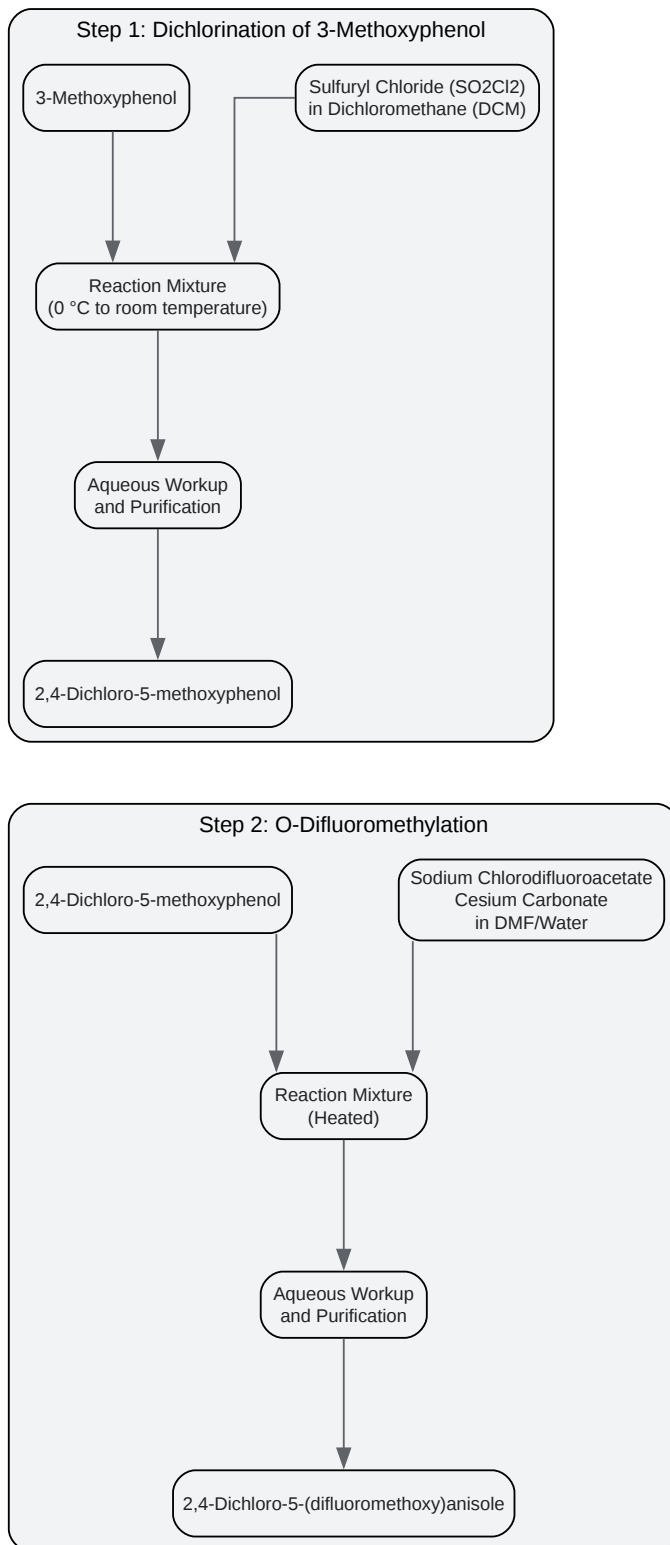 Step 1: Dichlorination of 3-Methoxyphenol
3-Methoxyphenol
Sulfuryl Chloride (SO2Cl2)
in Dichloromethane (DCM)
Reaction Mixture
(0 °C to room temperature)
Aqueous Workup
and Purification
2,4-Dichloro-5-methoxyphenol
Step 2: O-Difluoromethylation
2,4-Dichloro-5-methoxyphenol
Sodium Chlorodifluoroacetate
Cesium Carbonate
in DMF/Water
Reaction Mixture
(Heated)
Aqueous Workup
and Purification
2,4-Dichloro-5-(difluoromethoxy)anisole